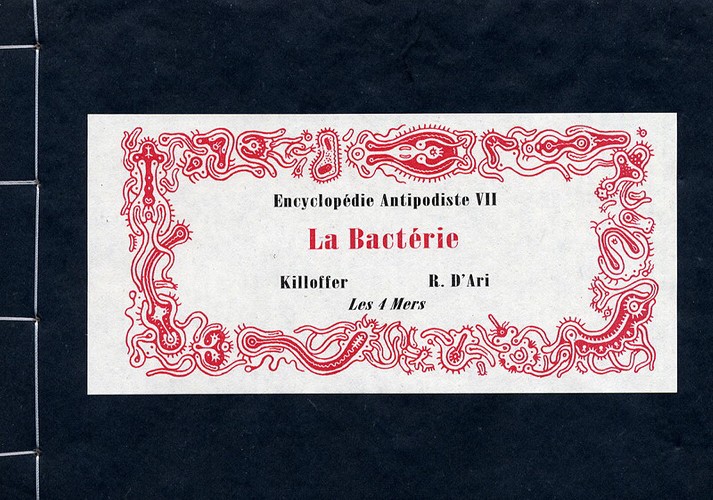 Encyclopédie Antipodiste VII
La Bactérie
Killoffer R. D'Ari
Les 4 Mers